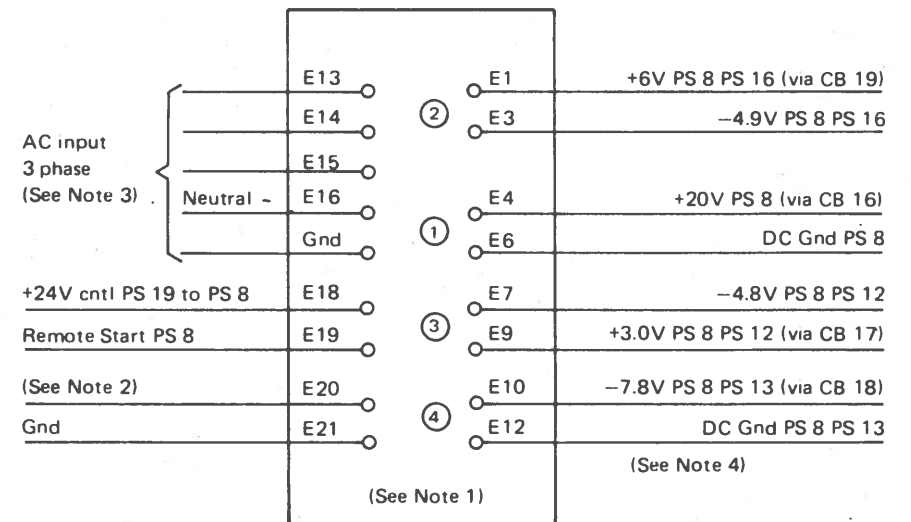 E13 E1 +6V PS 8 PS 16 (via CB 19)
E14 ② E3 −4.9V PS 8 PS 16
AC input
3 phase
(See Note 3)
E15
Neutral - E16 E4 +20V PS 8 (via CB 16)
Gnd ① E6 DC Gnd PS 8
+24V cntl PS 19 to PS 8 E18 E7 −4.8V PS 8 PS 12
Remote Start PS 8 E19 ③ E9 +3.0V PS 8 PS 12 (via CB 17)
(See Note 2) E20 E10 −7.8V PS 8 PS 13 (via CB 18)
Gnd E21 ④ E12 DC Gnd PS 8 PS 13
(See Note 4)
(See Note 1)